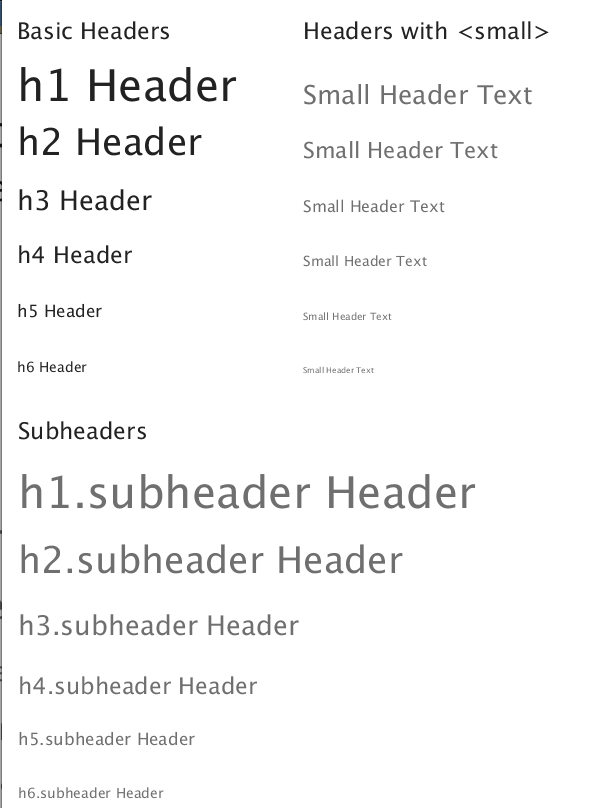 Basic Headers
h1 Header
h2 Header
h3 Header
h4 Header
h5 Header
h6 Header
Headers with <small>
Small Header Text
Small Header Text
Small Header Text
Small Header Text
Small Header Text
Small Header Text
Subheaders
h1.subheader Header
h2.subheader Header
h3.subheader Header
h4.subheader Header
h5.subheader Header
h6.subheader Header